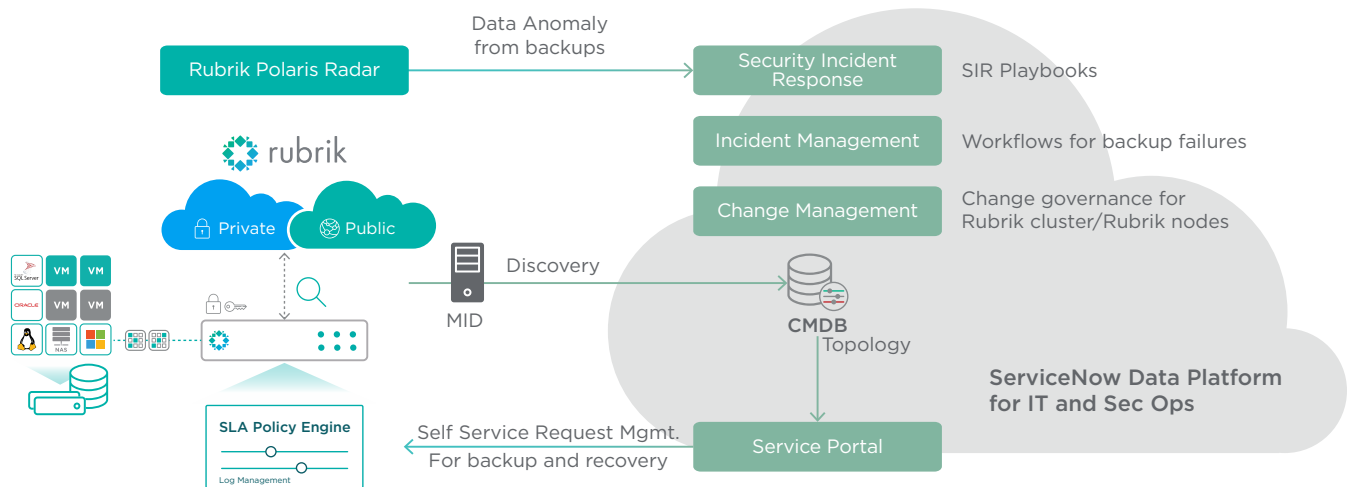 Data Anomaly
from backups
Rubrik Polaris Radar
Security Incident
Response
SIR Playbooks
Incident Management
Workflows for backup failures
rubrik
Change Management
Change governance for
Rubrik cluster/Rubrik nodes
Private
Public
Discovery
MID
SQL Server
VM
VM
ORACLE
VM
VM
NAS
CMDB
Topology
ServiceNow Data Platform
for IT and Sec Ops
SLA Policy Engine
Log Management
Self Service Request Mgmt.
For backup and recovery
Service Portal